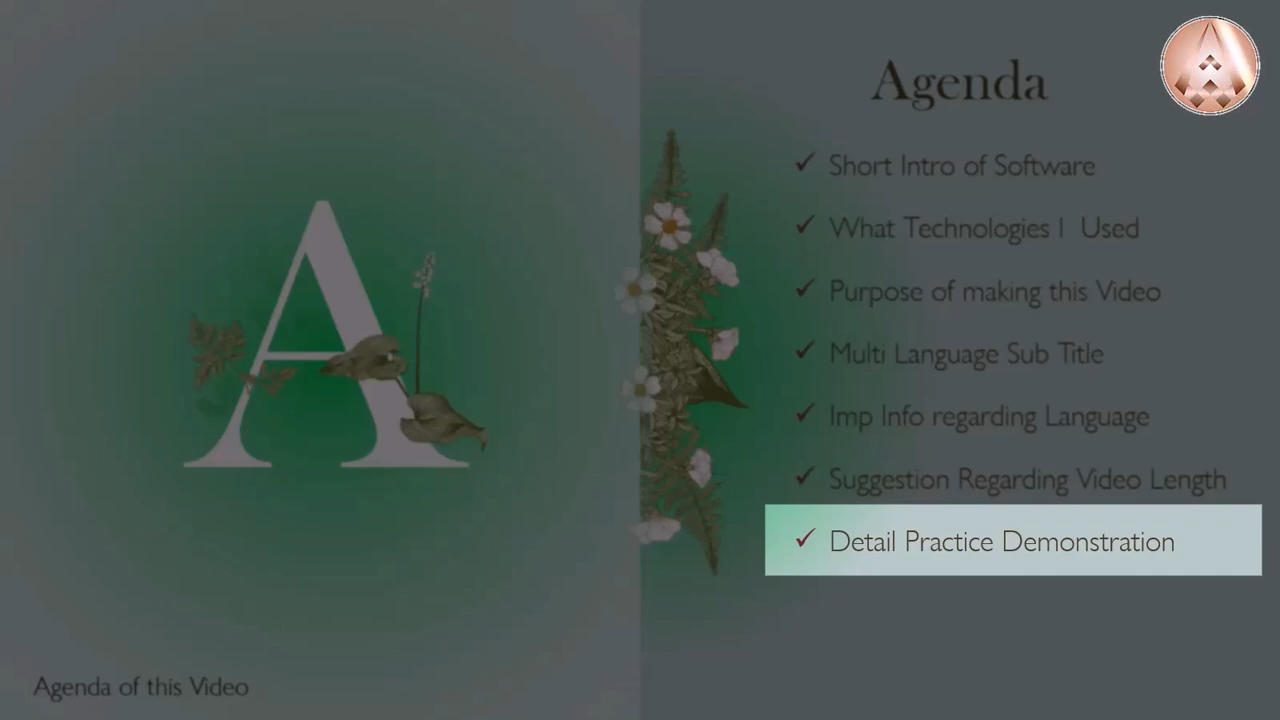 A
Agenda
Short Intro of Software
What Technologies I Used
Purpose of making this Video
Multi Language Sub Title
Imp Info regarding Language
Suggestion Regarding Video Length
Detail Practice Demonstration
Agenda of this Video